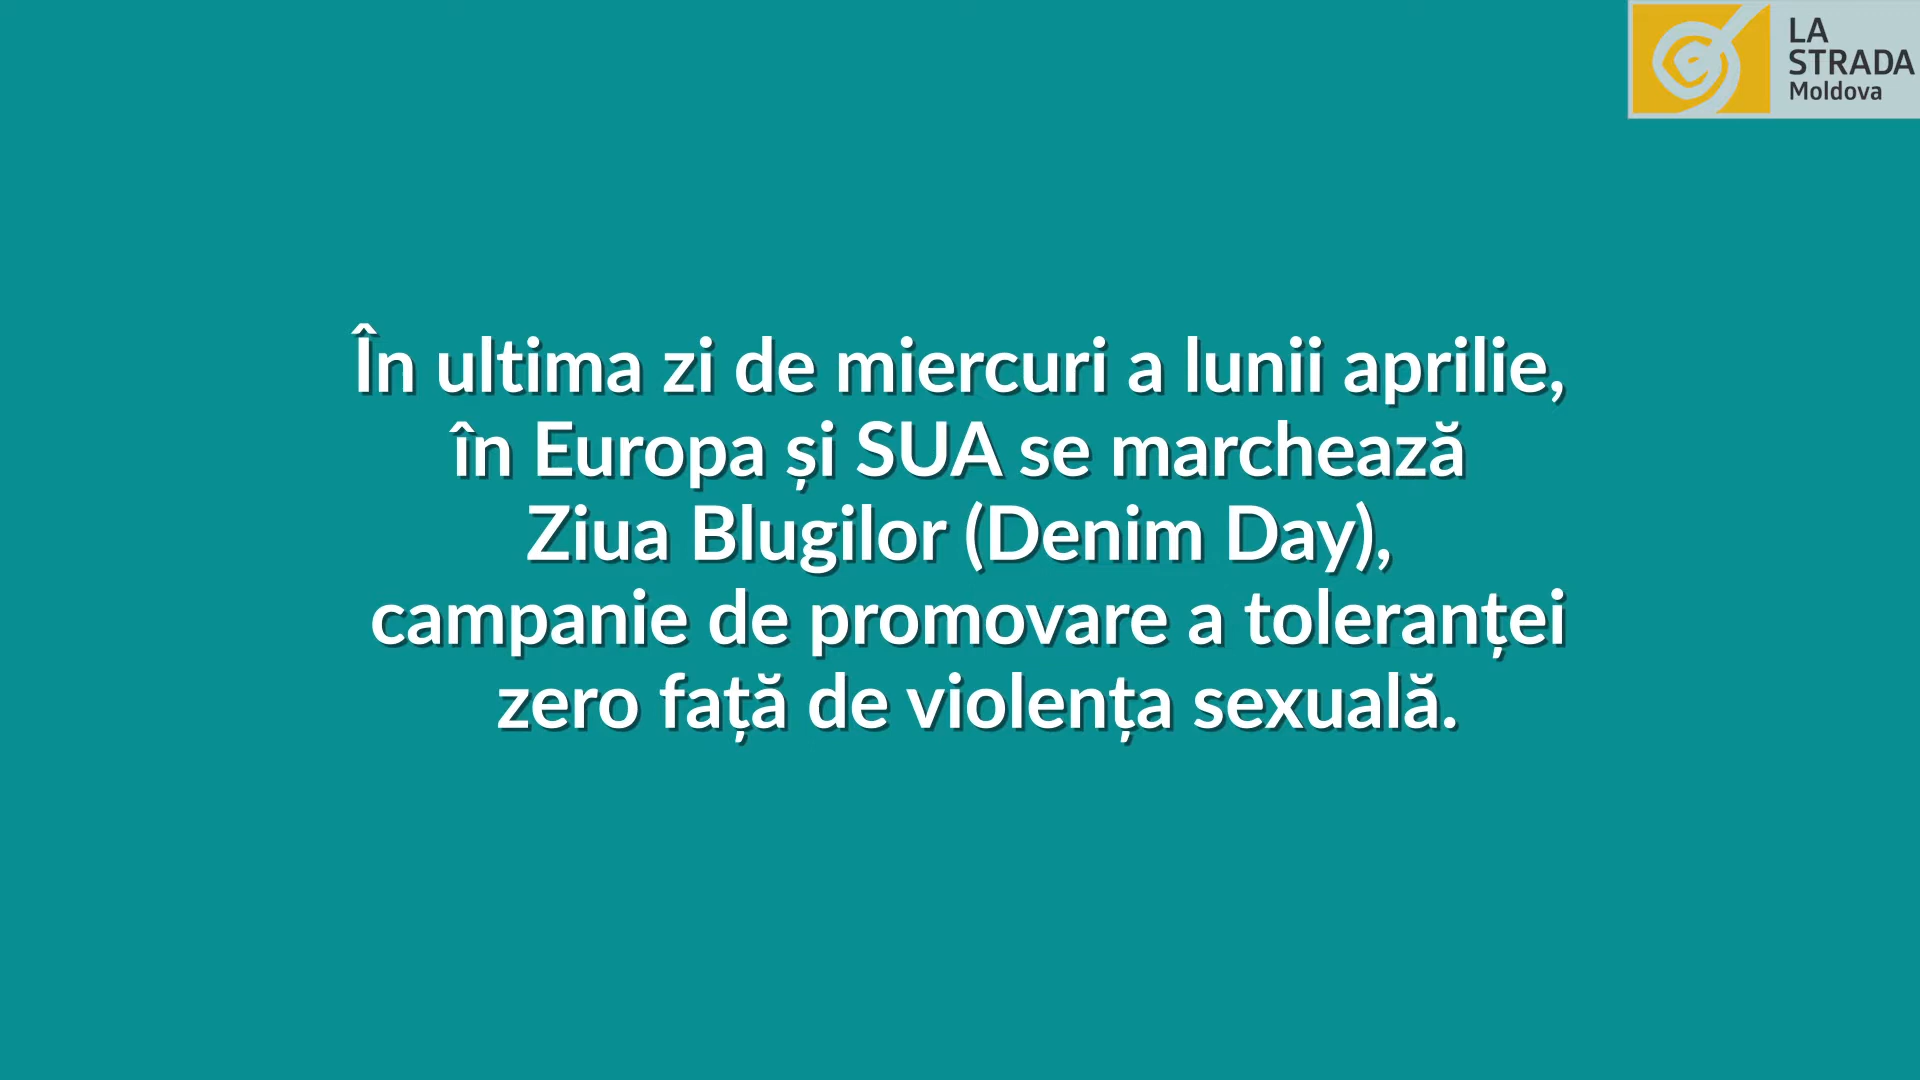 LA
STRADA
Moldova
În ultima zi de miercuri a lunii aprilie,
în Europa și SUA se marchează
Ziua Blugilor (Denim Day),
campanie de promovare a toleranței
zero față de violența sexuală.